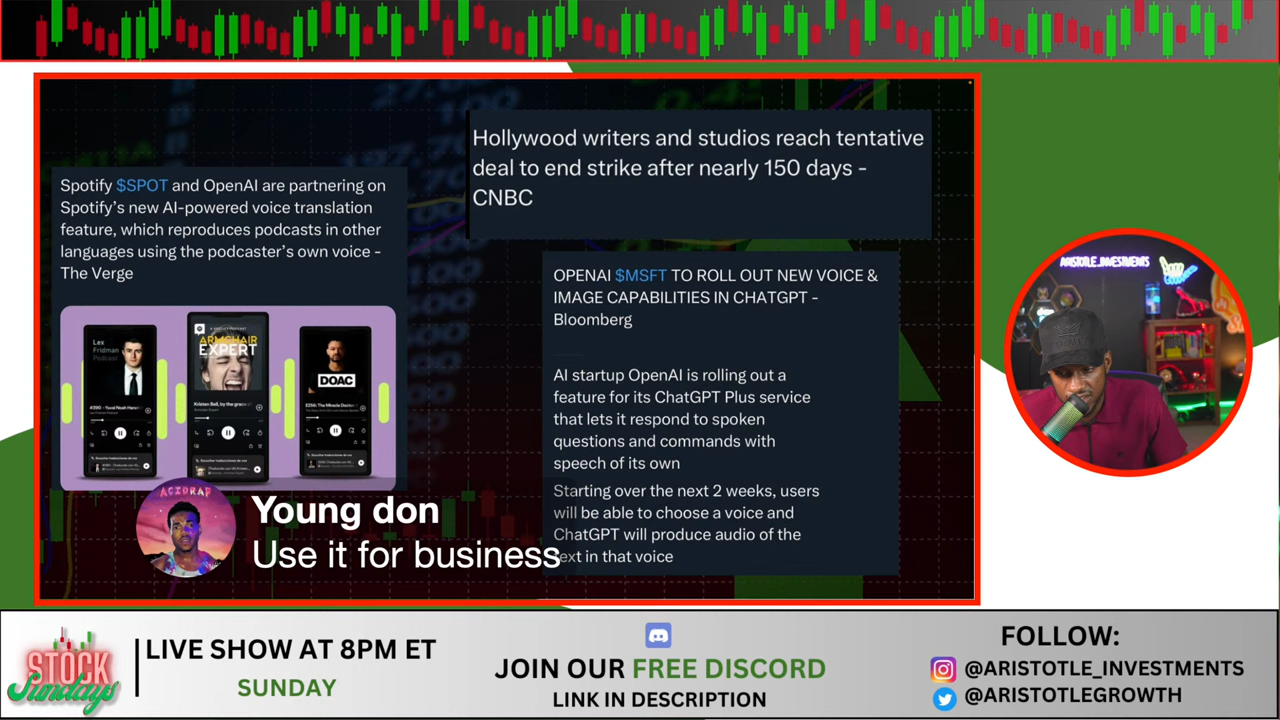 Hollywood writers and studios reach tentative
deal to end strike after nearly 150 days -
CNBC
Spotify $SPOT and OpenAI are partnering on
Spotify's new AI-powered voice translation
feature, which reproduces podcasts in other
languages using the podcaster's own voice -
The Verge
Lex
Fridman
Podcast
ARMCHAIR
EXPERT
DOAC
OPENAI $MSFT TO ROLL OUT NEW VOICE &
IMAGE CAPABILITIES IN CHATGPT -
Bloomberg
AI startup OpenAI is rolling out a
feature for its ChatGPT Plus service
that lets it respond to spoken
questions and commands with
speech of its own
Starting over the next 2 weeks, users
will be able to choose a voice and
ChatGPT will produce audio of the
text in that voice
ACIDRAP
Young don
Use it for business
ARISTOTLE_INVESTMENTS
STOCK
Sundays
LIVE SHOW AT 8PM ET
SUNDAY
JOIN OUR FREE DISCORD
LINK IN DESCRIPTION
FOLLOW:
@ARISTOTLE_INVESTMENTS
@ARISTOTLEGROWTH